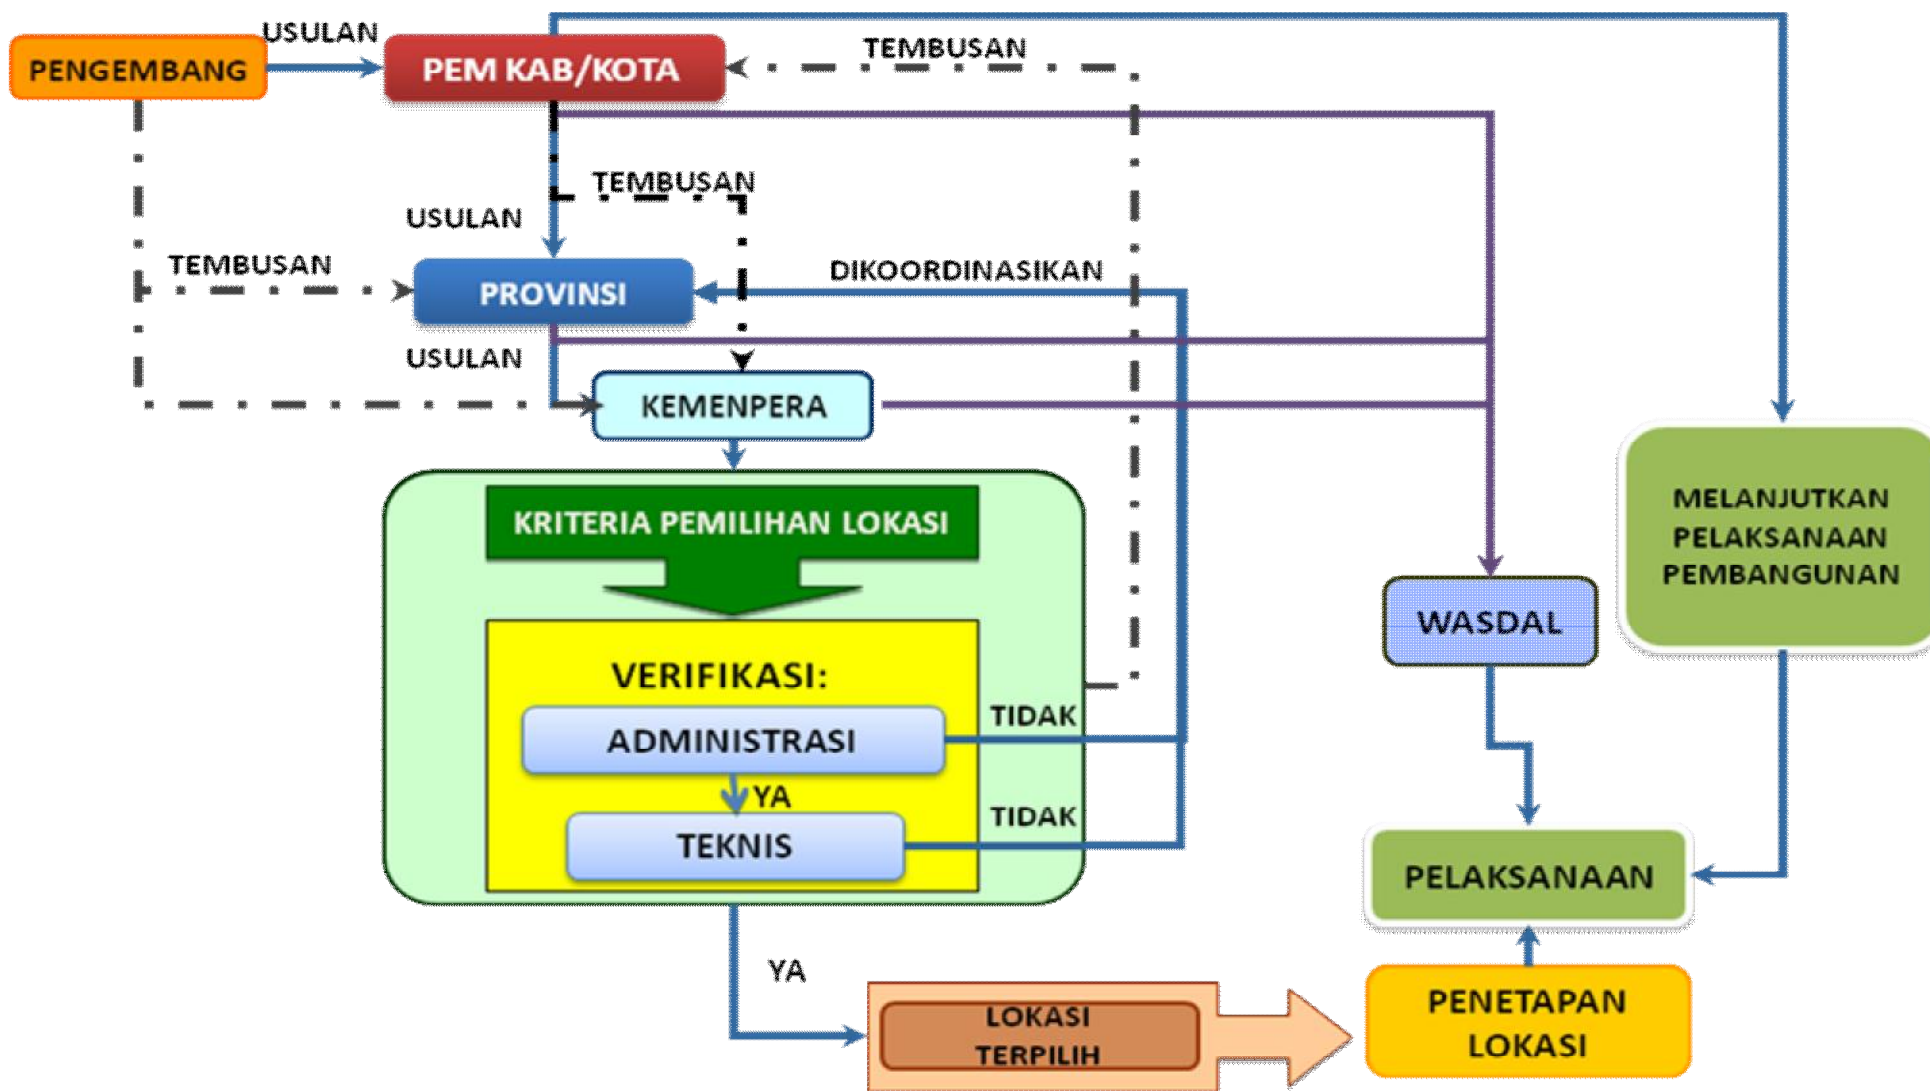 USULAN
PENGEMBANG
PEM KAB/KOTA
TEMBUSAN
TEMBUSAN
USULAN
TEMBUSAN
PROVINSI
DIKOORDINASIKAN
USULAN
KEMENPERA
KRITERIA PEMILIHAN LOKASI
VERIFIKASI:
ADMINISTRASI
TIDAK
YA
TEKNIS
TIDAK
MELANJUTKAN
PELAKSANAAN
PEMBANGUNAN
WASDAL
PELAKSANAAN
YA
LOKASI
TERPILIH
PENETAPAN
LOKASI